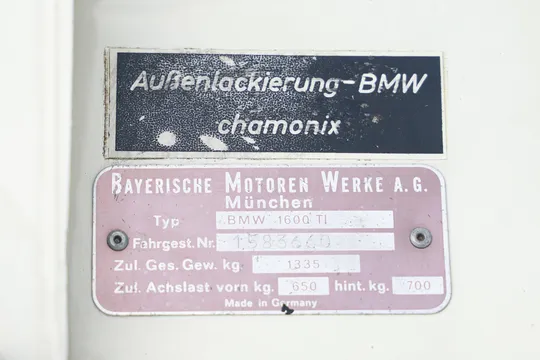 Außenlackierung-BMW
chamonix
BAYERISCHE MOTOREN WERKE A.G.
München
Typ BMW 1600 TI
Fahrgest. Nr.
Zul. Ges. Gew. kg. 1335
Zul. Achslast vorn kg. 650 hint. kg. 700
Made in Germany